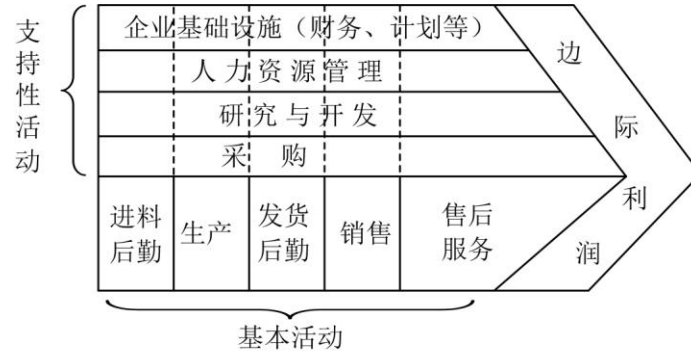 支持性活动
企业基础设施（财务、计划等）
人力资源管理
研究与开发
采购
进料
后勤
生产
发货
后勤
销售
售后
服务
边际利润
基本活动